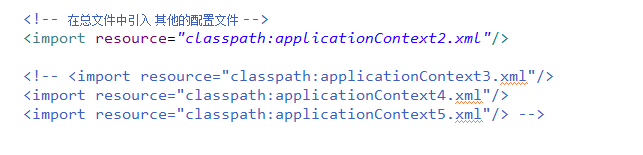 <!-- 在总文件中引入 其他的配置文件 -->
<import resource="classpath:applicationContext2.xml"/>
<!-- <import resource="classpath:applicationContext3.xml"/>
<import resource="classpath:applicationContext4.xml"/>
<import resource="classpath:applicationContext5.xml"/> -->